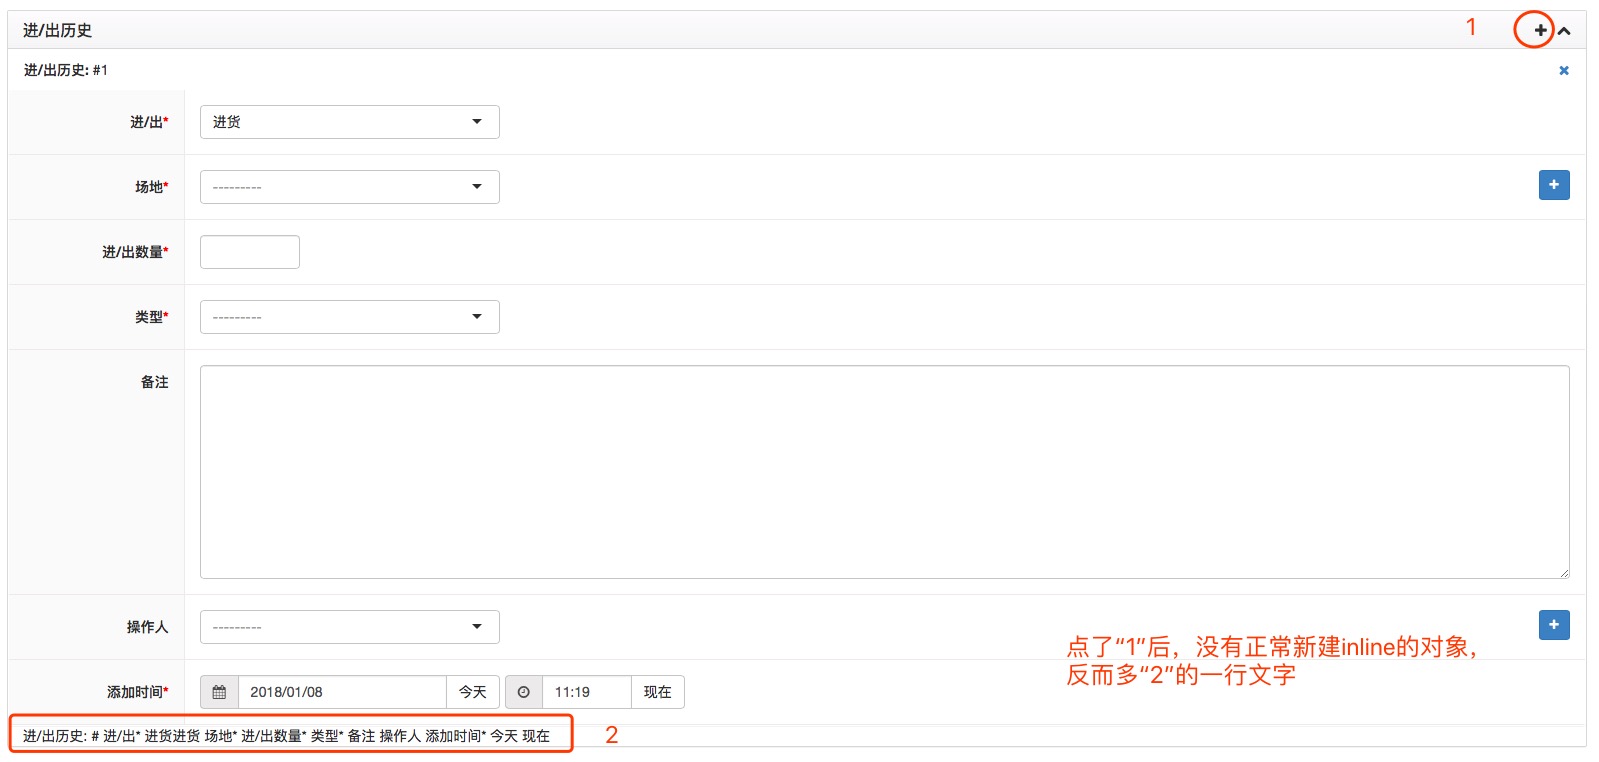 进/出历史
1
进/出历史: #1
进/出*
进货
场地*
---------
进/出数量*
类型*
---------
备注
操作人
---------
点了“1”后，没有正常新建inline的对象，
反而多“2”的一行文字
添加时间*
2018/01/08
今天
11:19
现在
进/出历史: # 进/出* 进货进货 场地* 进/出数量* 类型* 备注 操作人 添加时间* 今天 现在
2